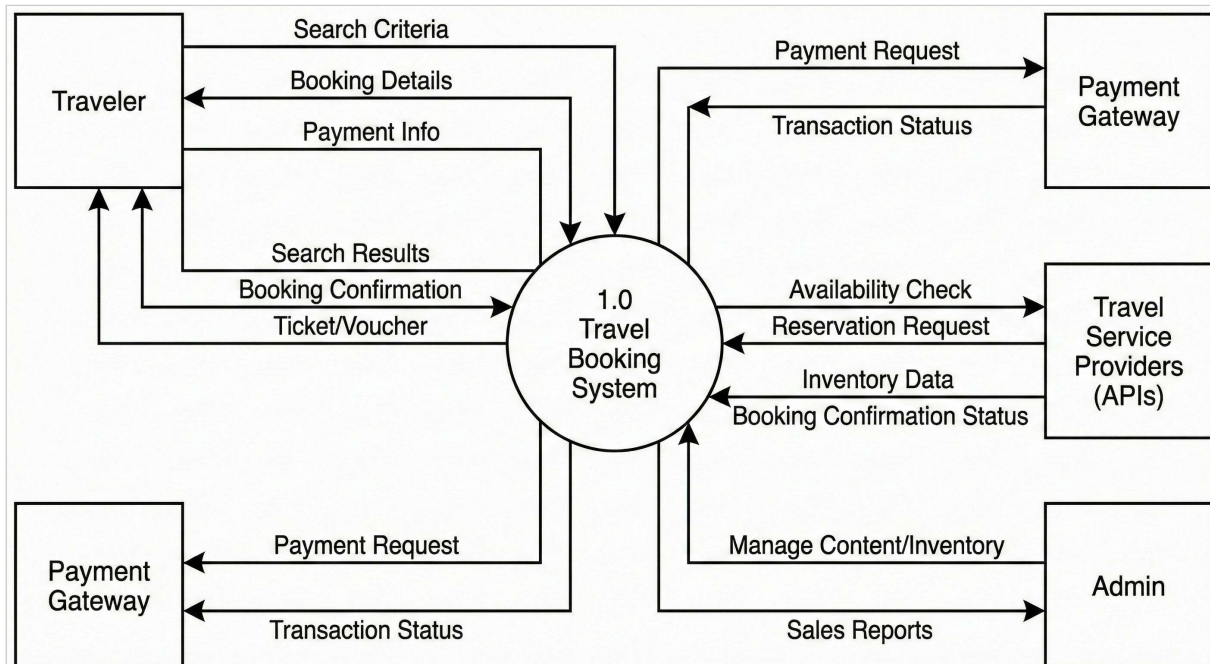 Search Criteria
Booking Details
Payment Info
Traveler
Search Results
Booking Confirmation
Ticket/Voucher
Payment Request
Transaction Status
Payment
Gateway
1.0
Travel
Booking
System
Availability Check
Reservation Request
Inventory Data
Booking Confirmation Status
Travel
Service
Providers
(APIs)
Payment Request
Transaction Status
Payment
Gateway
Manage Content/Inventory
Sales Reports
Admin